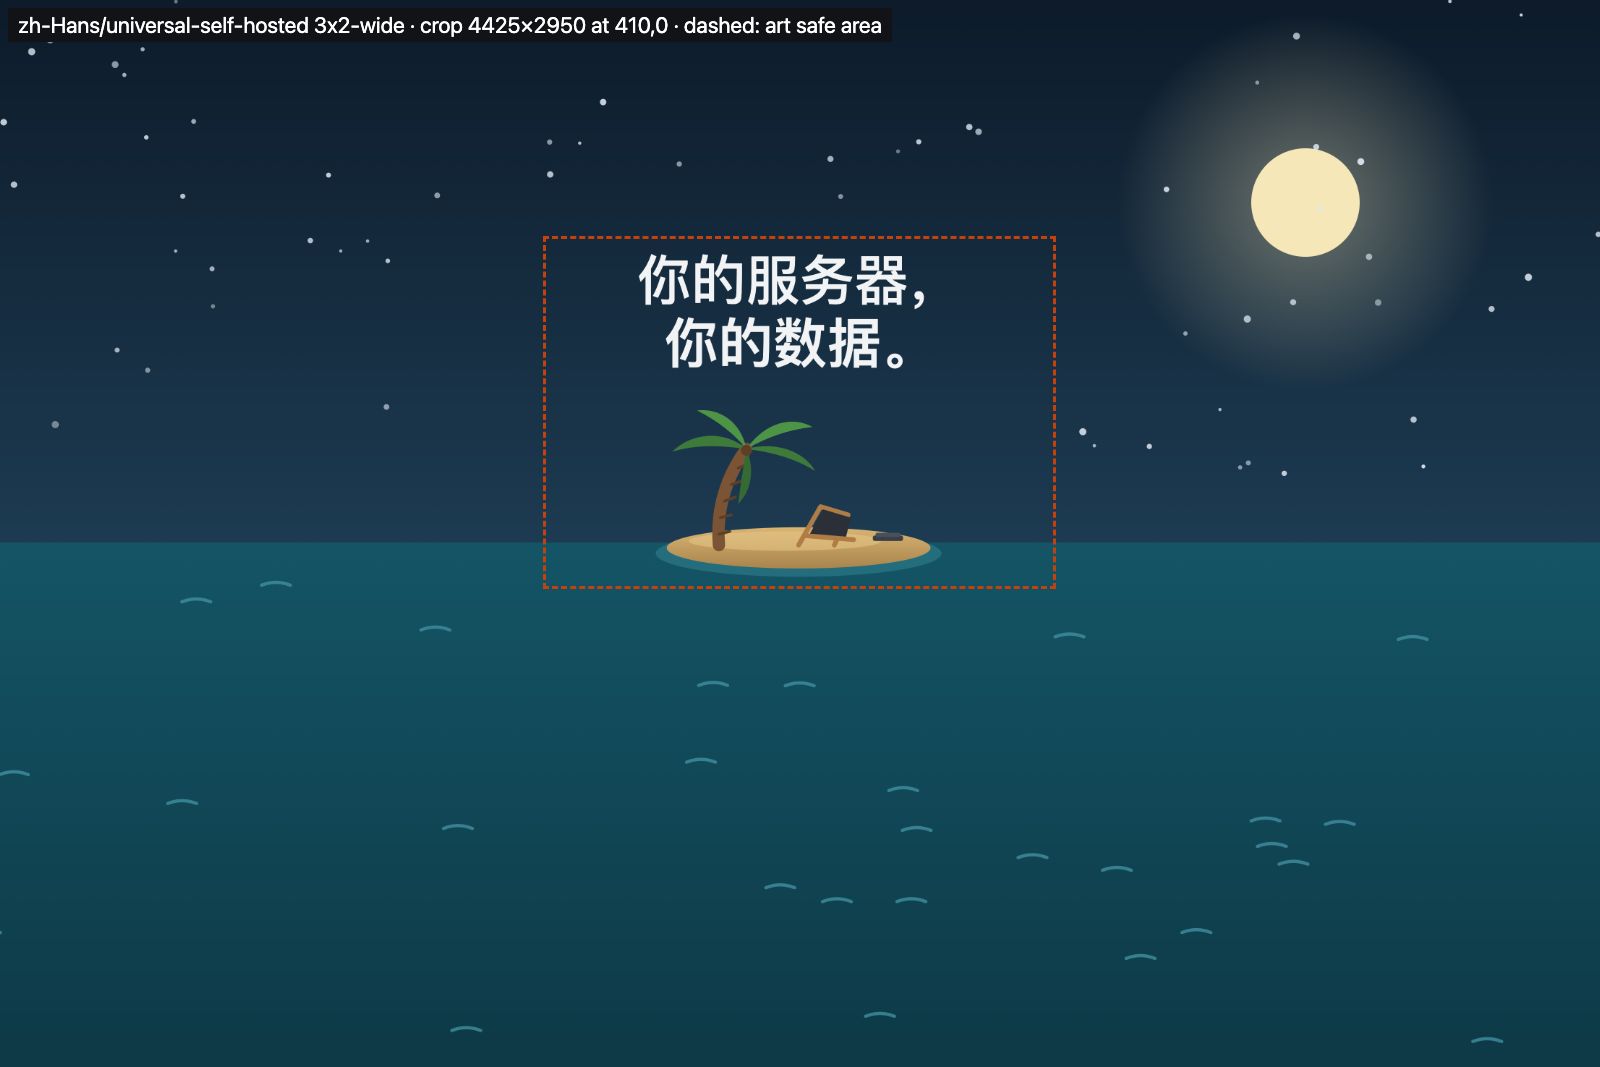 zh-Hans/universal-self-hosted 3x2-wide · crop 4425×2950 at 410,0 · dashed: art safe area
你的服务器，
你的数据。